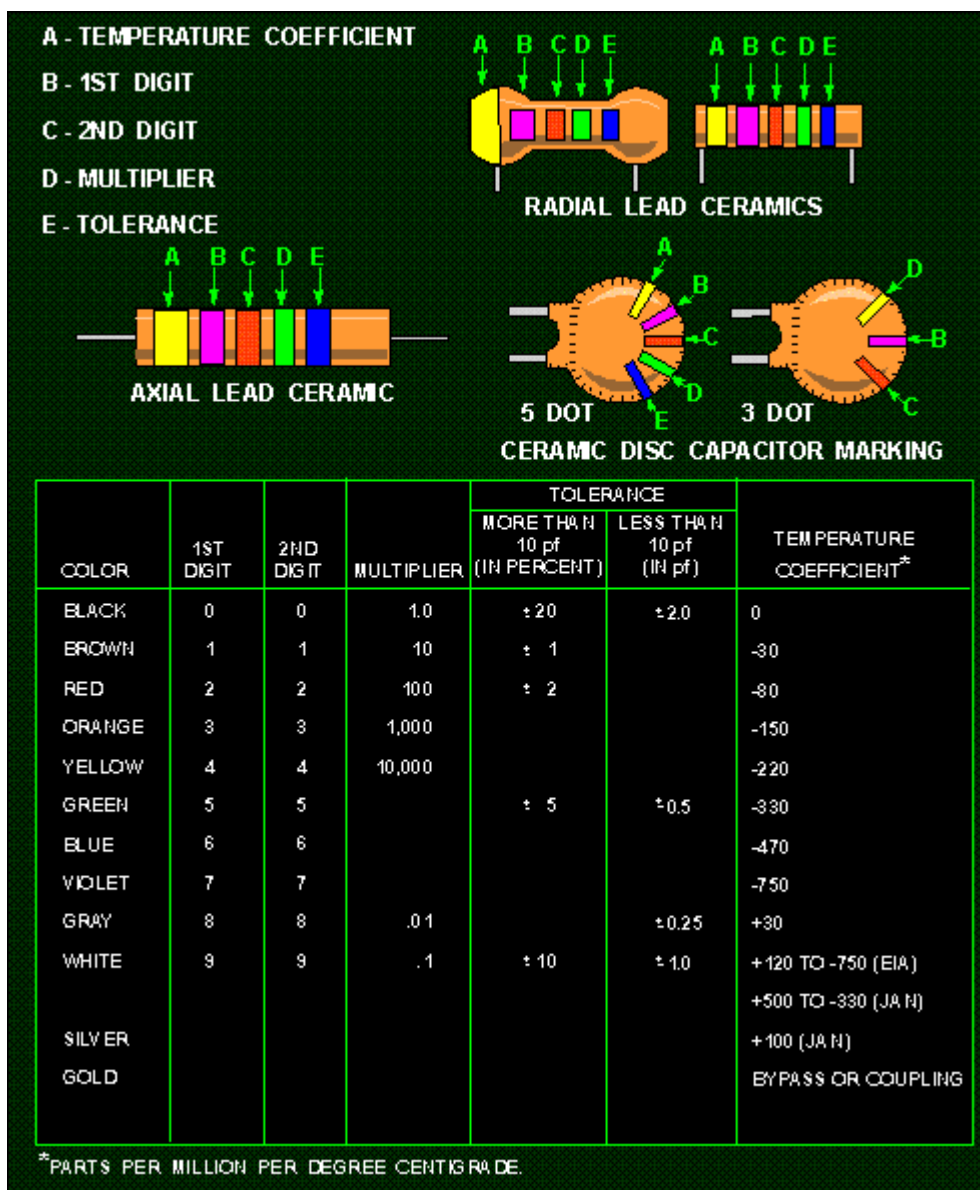 A - TEMPERATURE COEFFICIENT
B - 1ST DIGIT
C - 2ND DIGIT
D - MULTIPLIER
E - TOLERANCE
A B C D E
A B C D E
RADIAL LEAD CERAMICS
A B C D E
AXIAL LEAD CERAMIC
A
B
C
D
E
5 DOT
D
B
C
3 DOT
CERAMIC DISC CAPACITOR MARKING
COLOR
1ST
DIGIT
2ND
DIGIT
MULTIPLIER
TOLERANCE
MORE THAN
10 pf
(IN PERCENT)
LESS THAN
10 pf
(IN pf)
TEMPERATURE
COEFFICIENT*
BLACK 0 0 1.0 ±20 ±2.0 0
BROWN 1 1 10 ± 1 -30
RED 2 2 100 ± 2 -80
ORANGE 3 3 1,000 -150
YELLOW 4 4 10,000 -220
GREEN 5 5 ± 5 ±0.5 -330
BLUE 6 6 -470
VIOLET 7 7 -750
GRAY 8 8 .01 ±0.25 +30
WHITE 9 9 .1 ±10 ±1.0 +120 TO -750 (EIA)
+500 TO -330 (JAN)
SILVER +100 (JAN)
GOLD BYPASS OR COUPLING
*PARTS PER MILLION PER DEGREE CENTIGRADE.